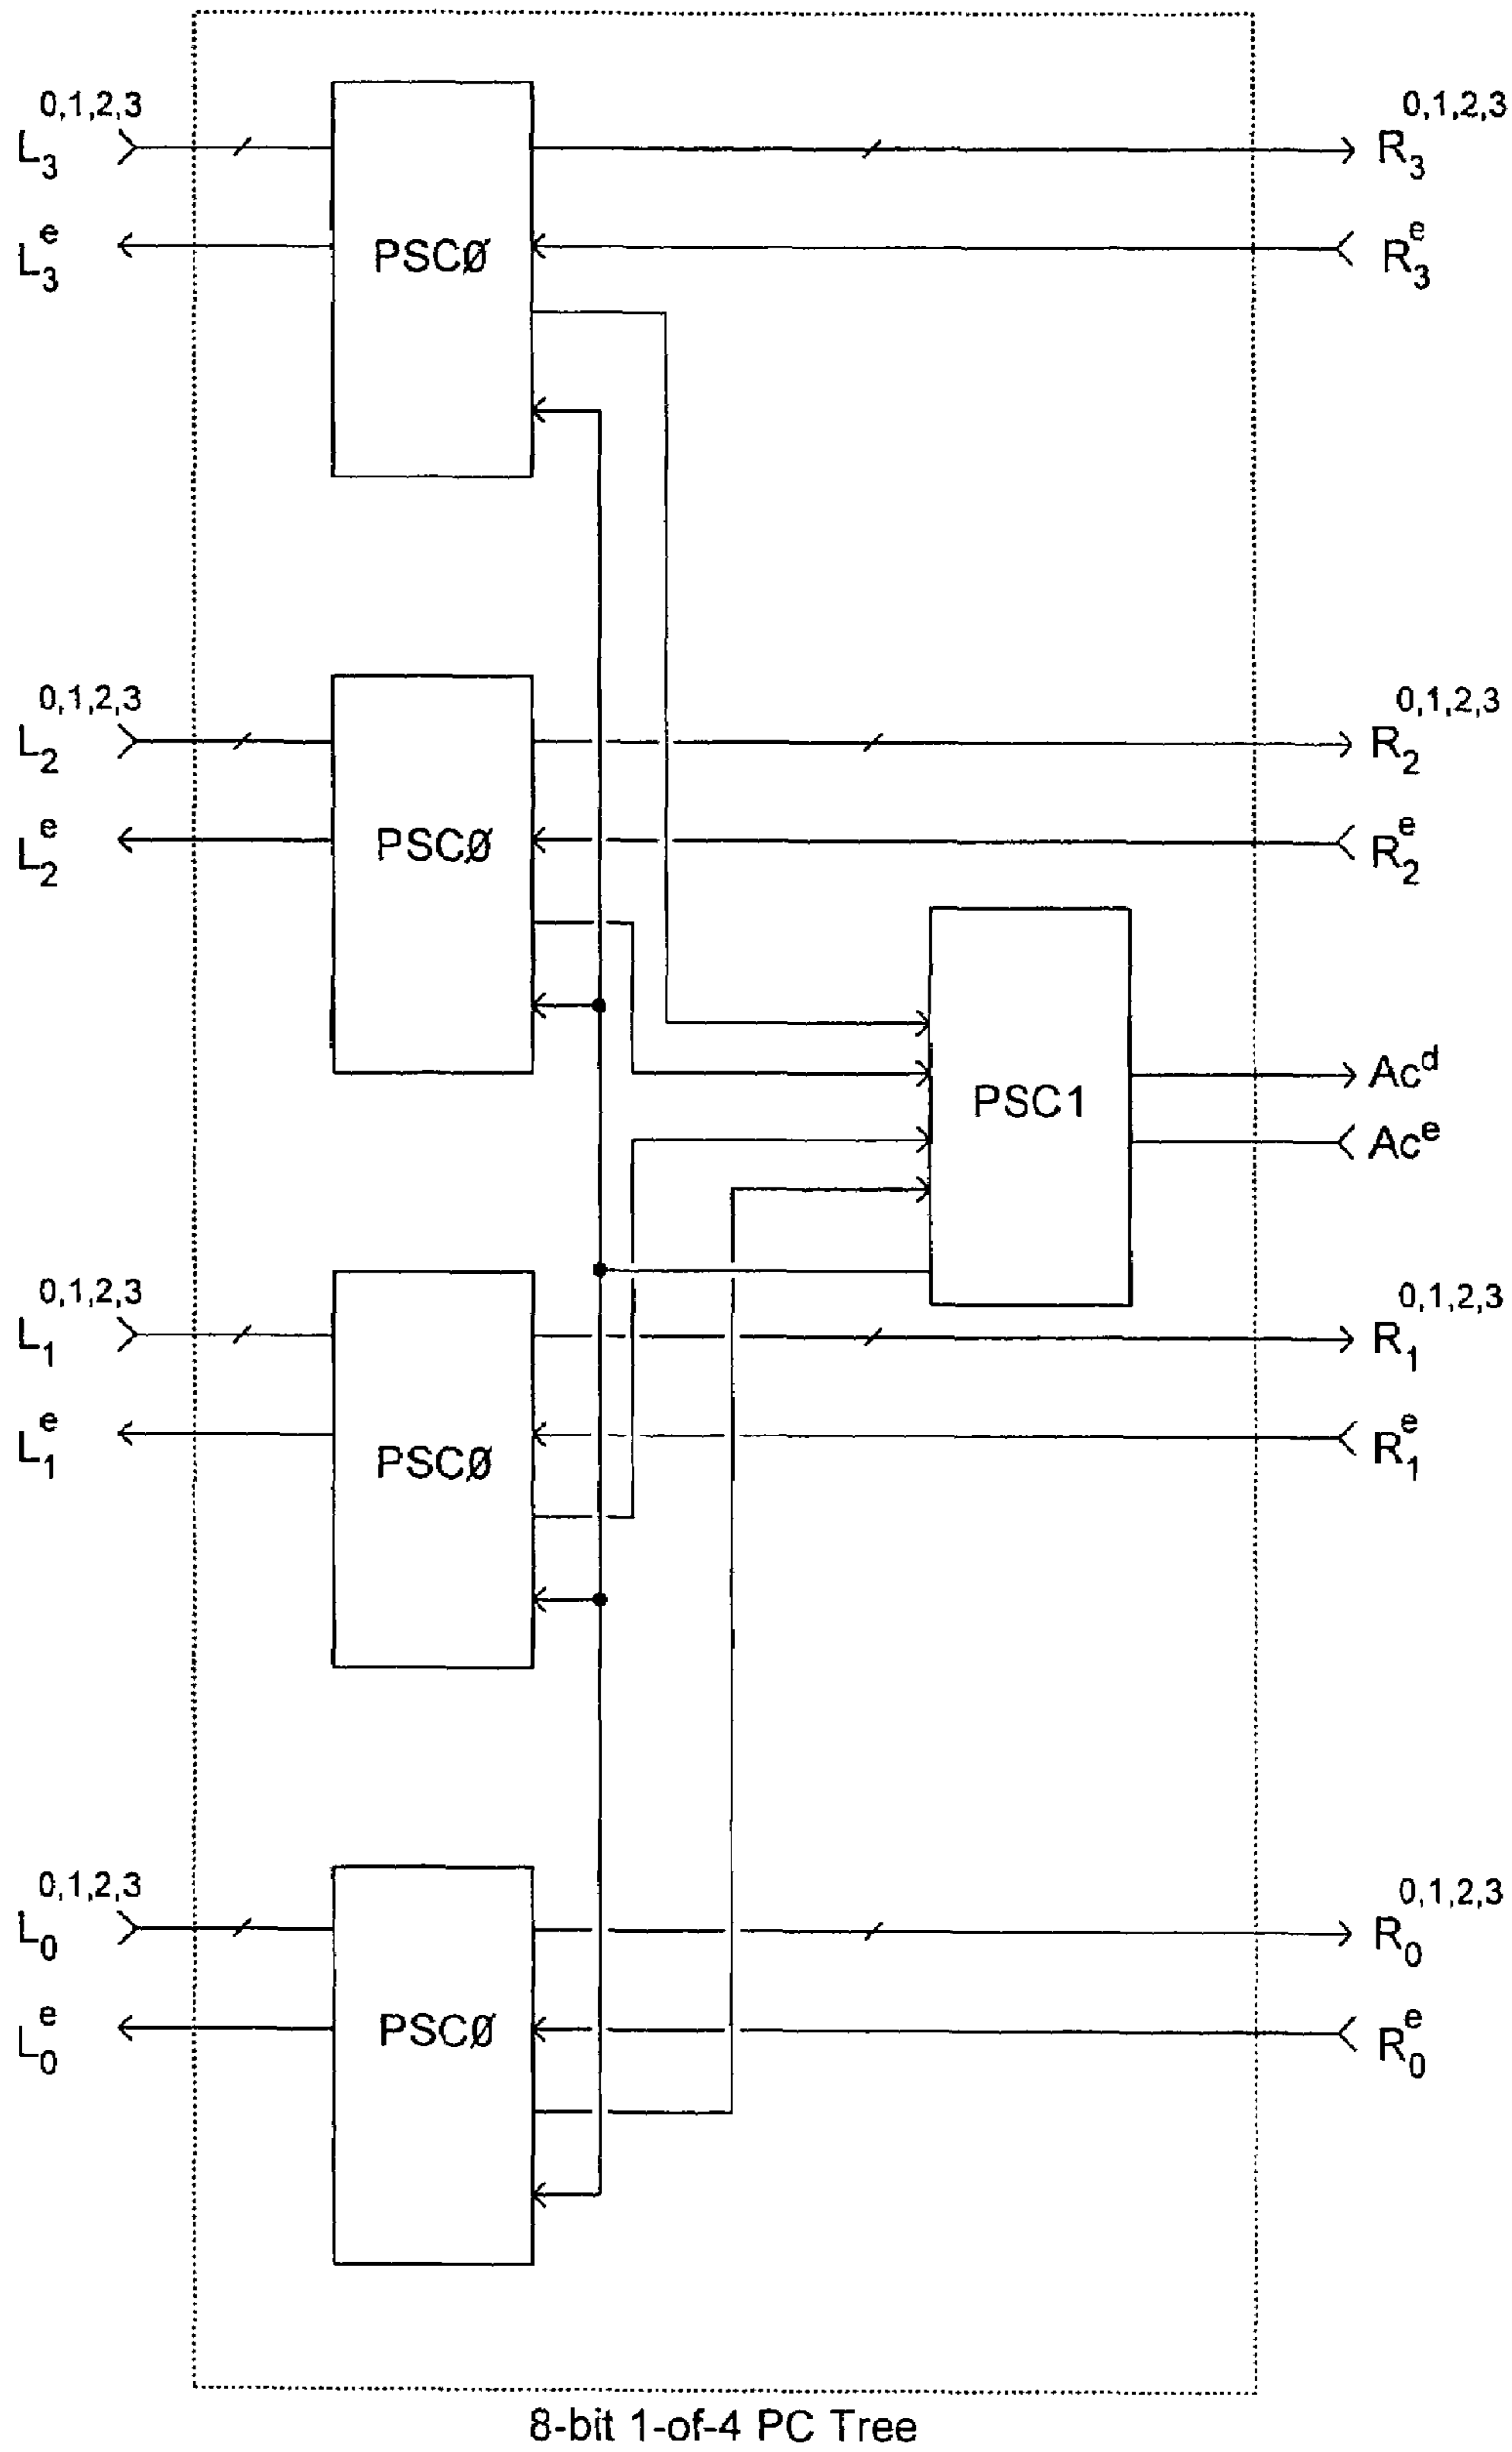 0,1,2,3
L3
0,1,2,3
R3
L3e
PSCØ
R3e
0,1,2,3
L2
0,1,2,3
R2
L2e
PSCØ
R2e
PSC1
Acd
Ace
0,1,2,3
L1
0,1,2,3
R1
L1e
PSCØ
R1e
0,1,2,3
L0
0,1,2,3
R0
L0e
PSCØ
R0e
8-bit 1-of-4 PC Tree